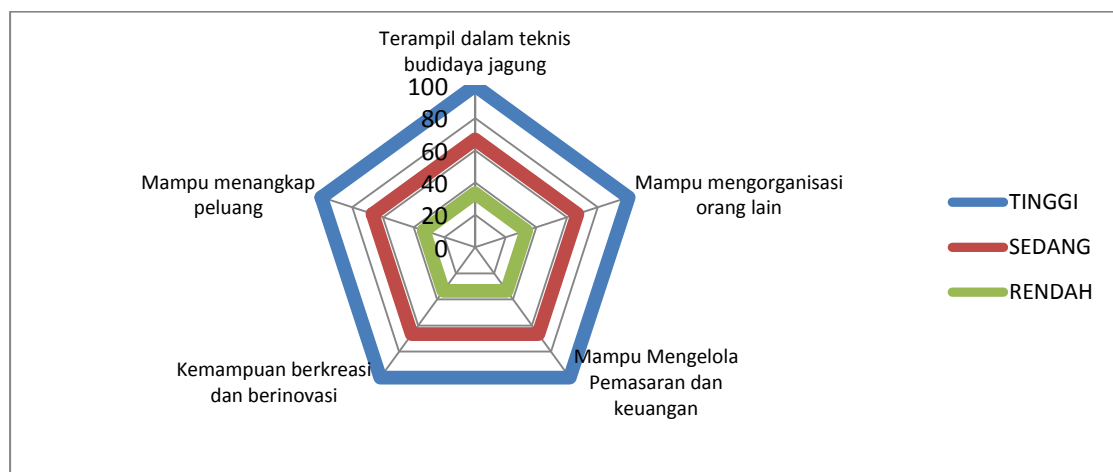 Terampil dalam teknis
budidaya jagung
100
80
60
40
20
0
Mampu mengorganisasi
orang lain
Mampu Mengelola
Pemasaran dan
keuangan
Kemampuan berkreasi
dan berinovasi
Mampu menangkap
peluang
TINGGI
SEDANG
RENDAH